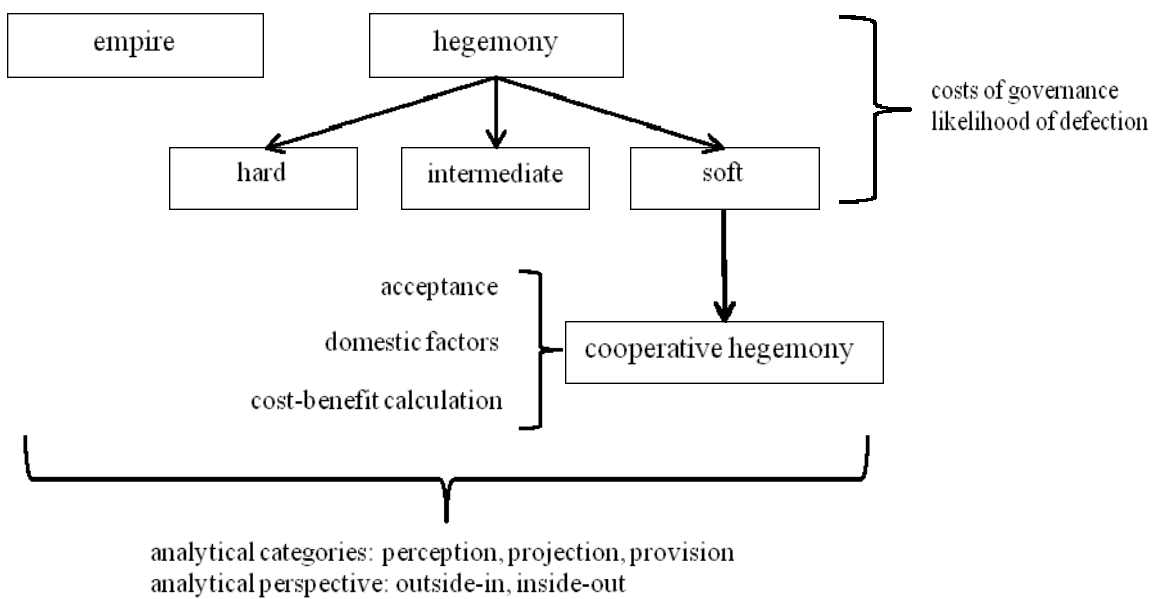 empire
hegemony
costs of governance
likelihood of defection
hard
intermediate
soft
acceptance
domestic factors
cooperative hegemony
cost-benefit calculation
analytical categories: perception, projection, provision
analytical perspective: outside-in, inside-out